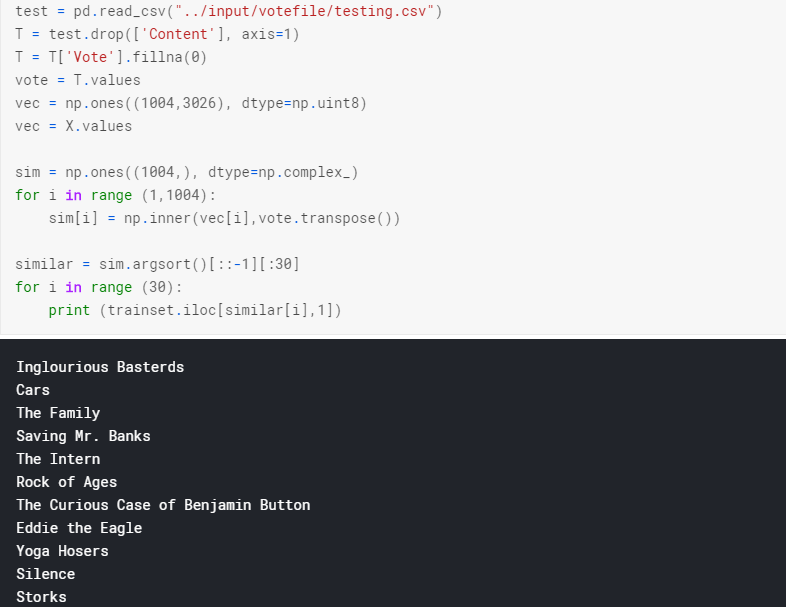 test = pd.read_csv("../input/votefile/testing.csv")
T = test.drop(['Content'], axis=1)
T = T['Vote'].fillna(0)
vote = T.values
vec = np.ones((1004,3026), dtype=np.uint8)
vec = X.values

sim = np.ones((1004,), dtype=np.complex_)
for i in range (1,1004):
    sim[i] = np.inner(vec[i],vote.transpose())

similar = sim.argsort()[::-1][:30]
for i in range (30):
    print (trainset.iloc[similar[i],1])

Inglourious Basterds
Cars
The Family
Saving Mr. Banks
The Intern
Rock of Ages
The Curious Case of Benjamin Button
Eddie the Eagle
Yoga Hosers
Silence
Storks